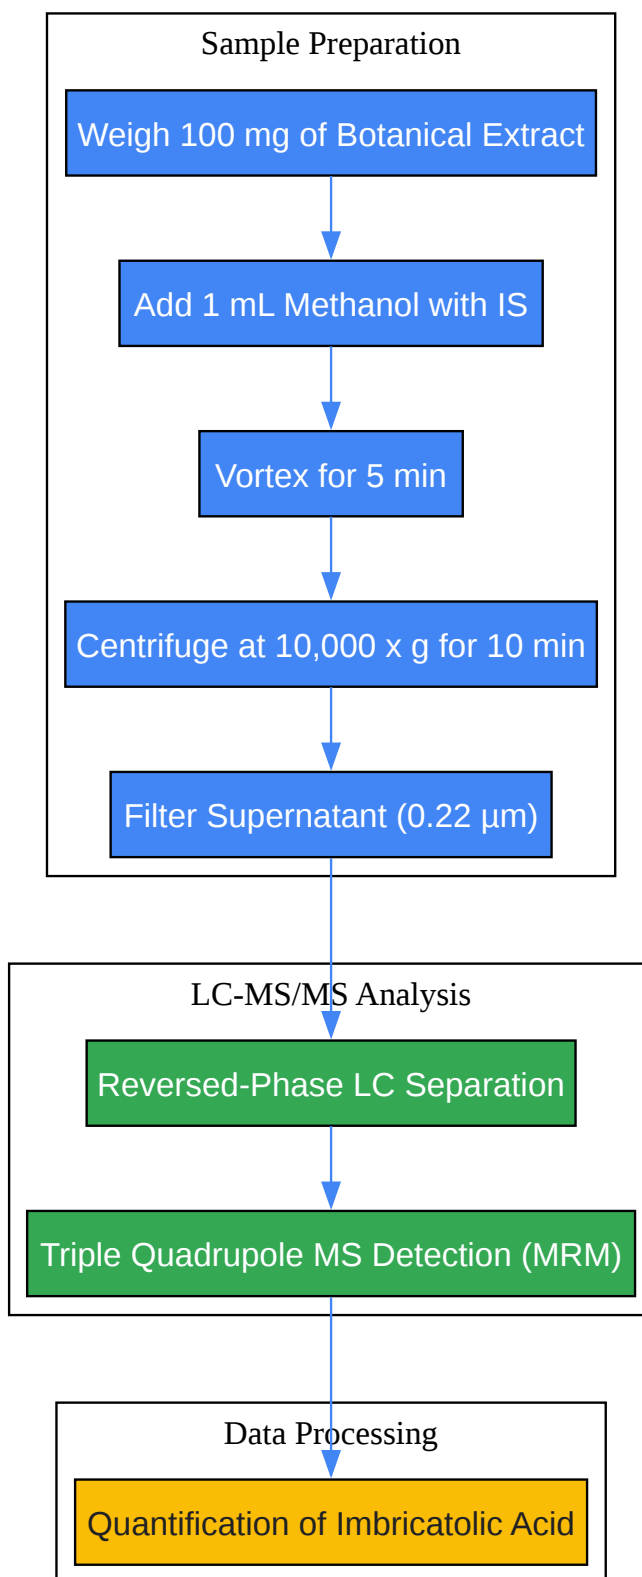 Sample Preparation
Weigh 100 mg of Botanical Extract
Add 1 mL Methanol with IS
Vortex for 5 min
Centrifuge at 10,000 x g for 10 min
Filter Supernatant (0.22 µm)
LC-MS/MS Analysis
Reversed-Phase LC Separation
Triple Quadrupole MS Detection (MRM)
Data Processing
Quantification of Imbricatolic Acid